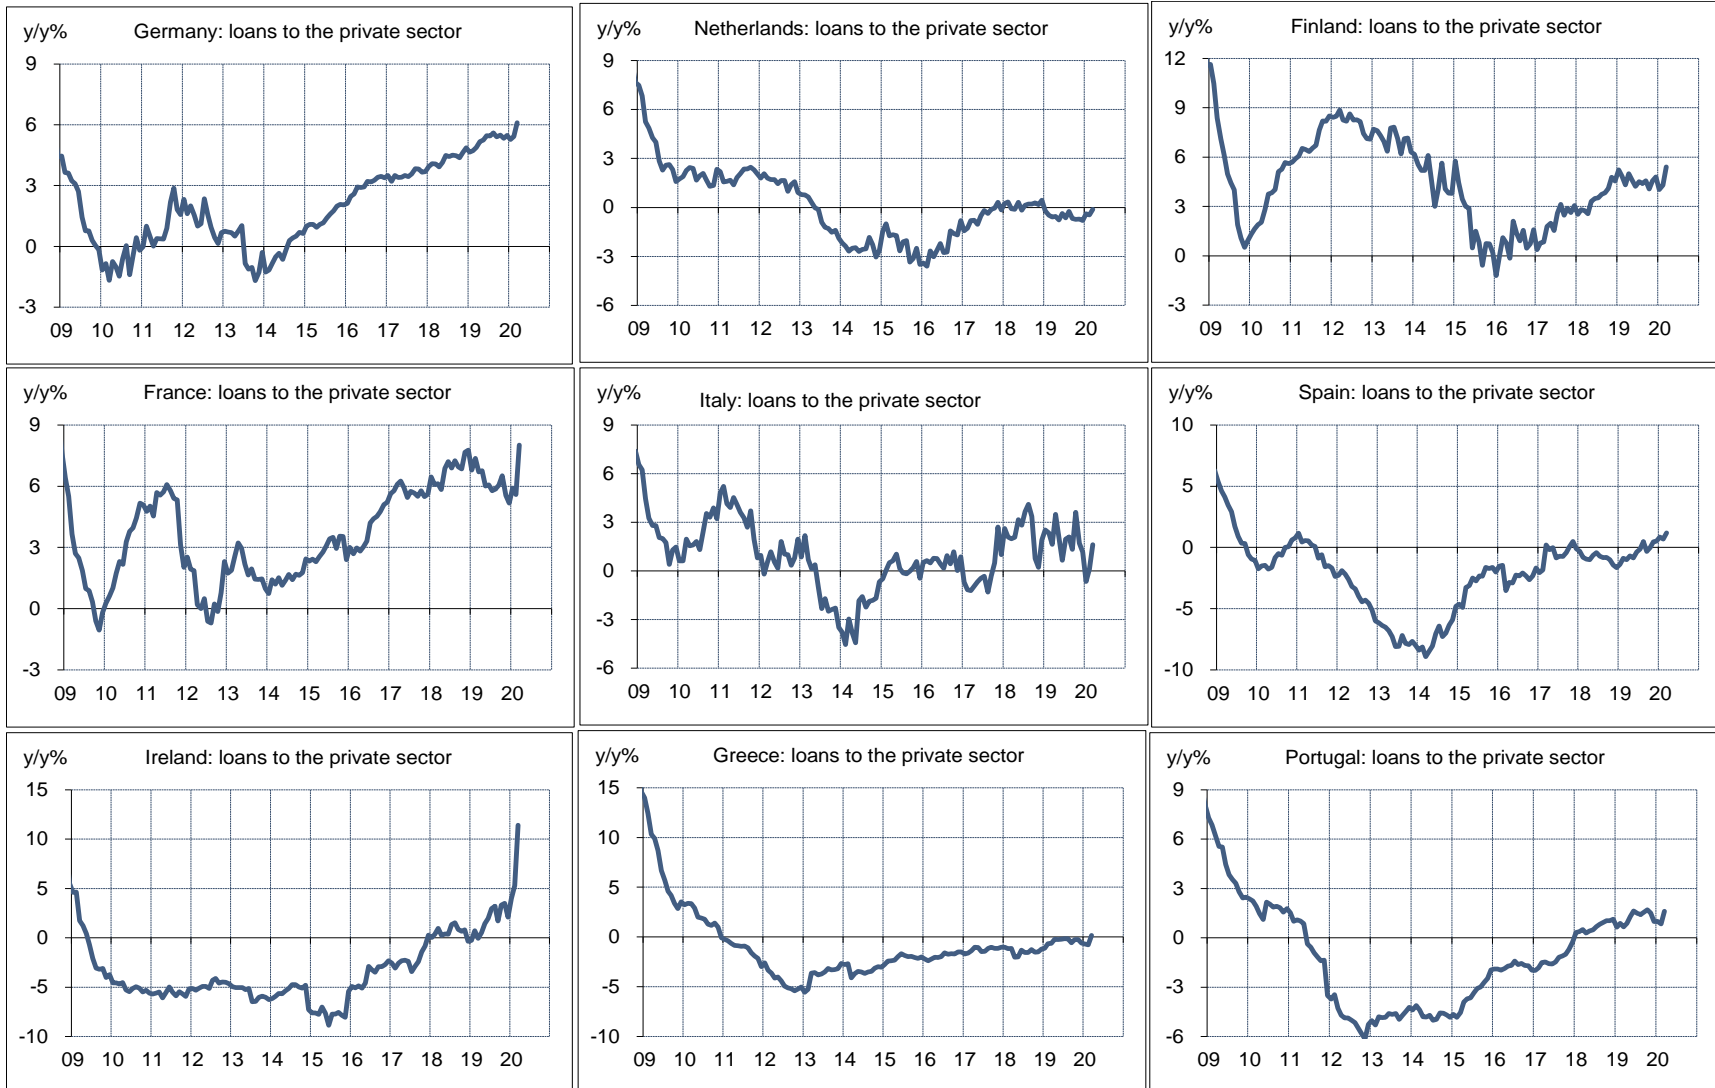 y/y% Germany: loans to the private sector
9
6
3
0
-3
09 10 11 12 13 14 15 16 17 18 19 20
y/y% Netherlands: loans to the private sector
9
6
3
0
-3
-6
09 10 11 12 13 14 15 16 17 18 19 20
y/y% Finland: loans to the private sector
12
9
6
3
0
-3
09 10 11 12 13 14 15 16 17 18 19 20
y/y% France: loans to the private sector
9
6
3
0
-3
09 10 11 12 13 14 15 16 17 18 19 20
y/y% Italy: loans to the private sector
9
6
3
0
-3
-6
09 10 11 12 13 14 15 16 17 18 19 20
y/y% Spain: loans to the private sector
10
5
0
-5
-10
09 10 11 12 13 14 15 16 17 18 19 20
y/y% Ireland: loans to the private sector
15
10
5
0
-5
-10
09 10 11 12 13 14 15 16 17 18 19 20
y/y% Greece: loans to the private sector
15
10
5
0
-5
-10
09 10 11 12 13 14 15 16 17 18 19 20
y/y% Portugal: loans to the private sector
9
6
3
0
-3
-6
09 10 11 12 13 14 15 16 17 18 19 20